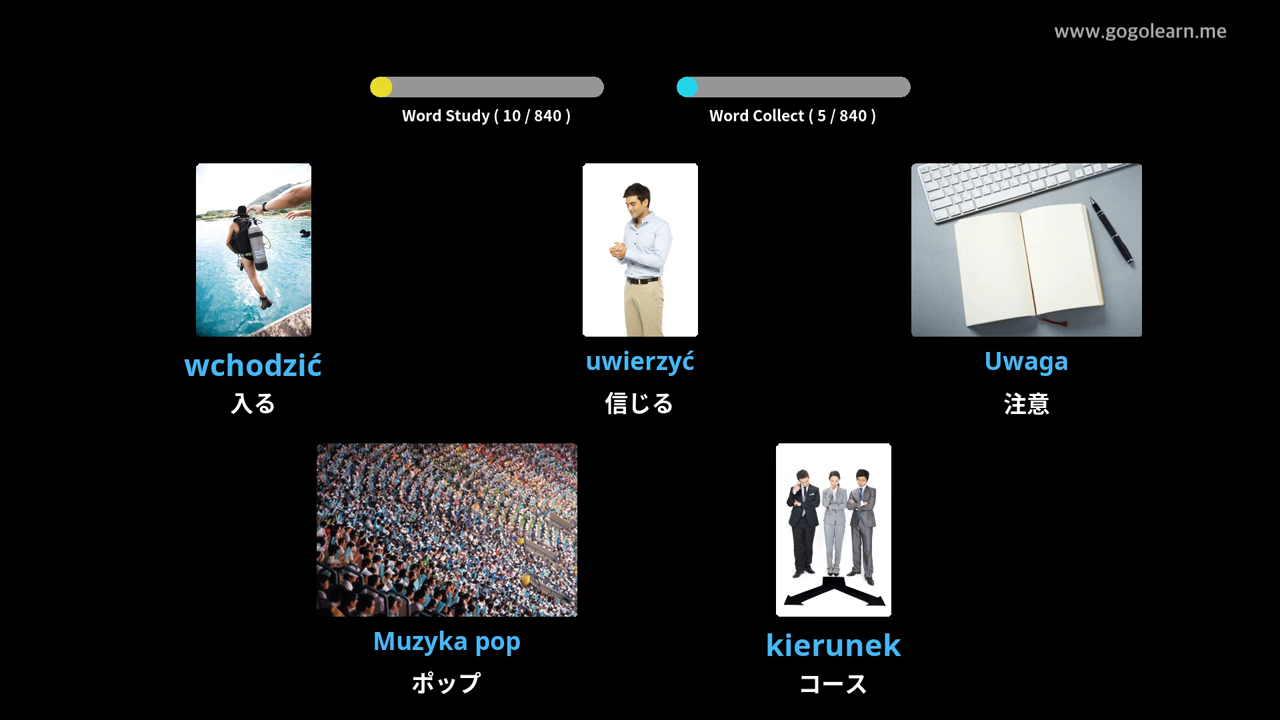 www.gogolearn.me
Word Study ( 10 / 840 )
Word Collect ( 5 / 840 )
wchodzić
入る
uwierzyć
信じる
Uwaga
注意
Muzyka pop
ポップ
kierunek
コース